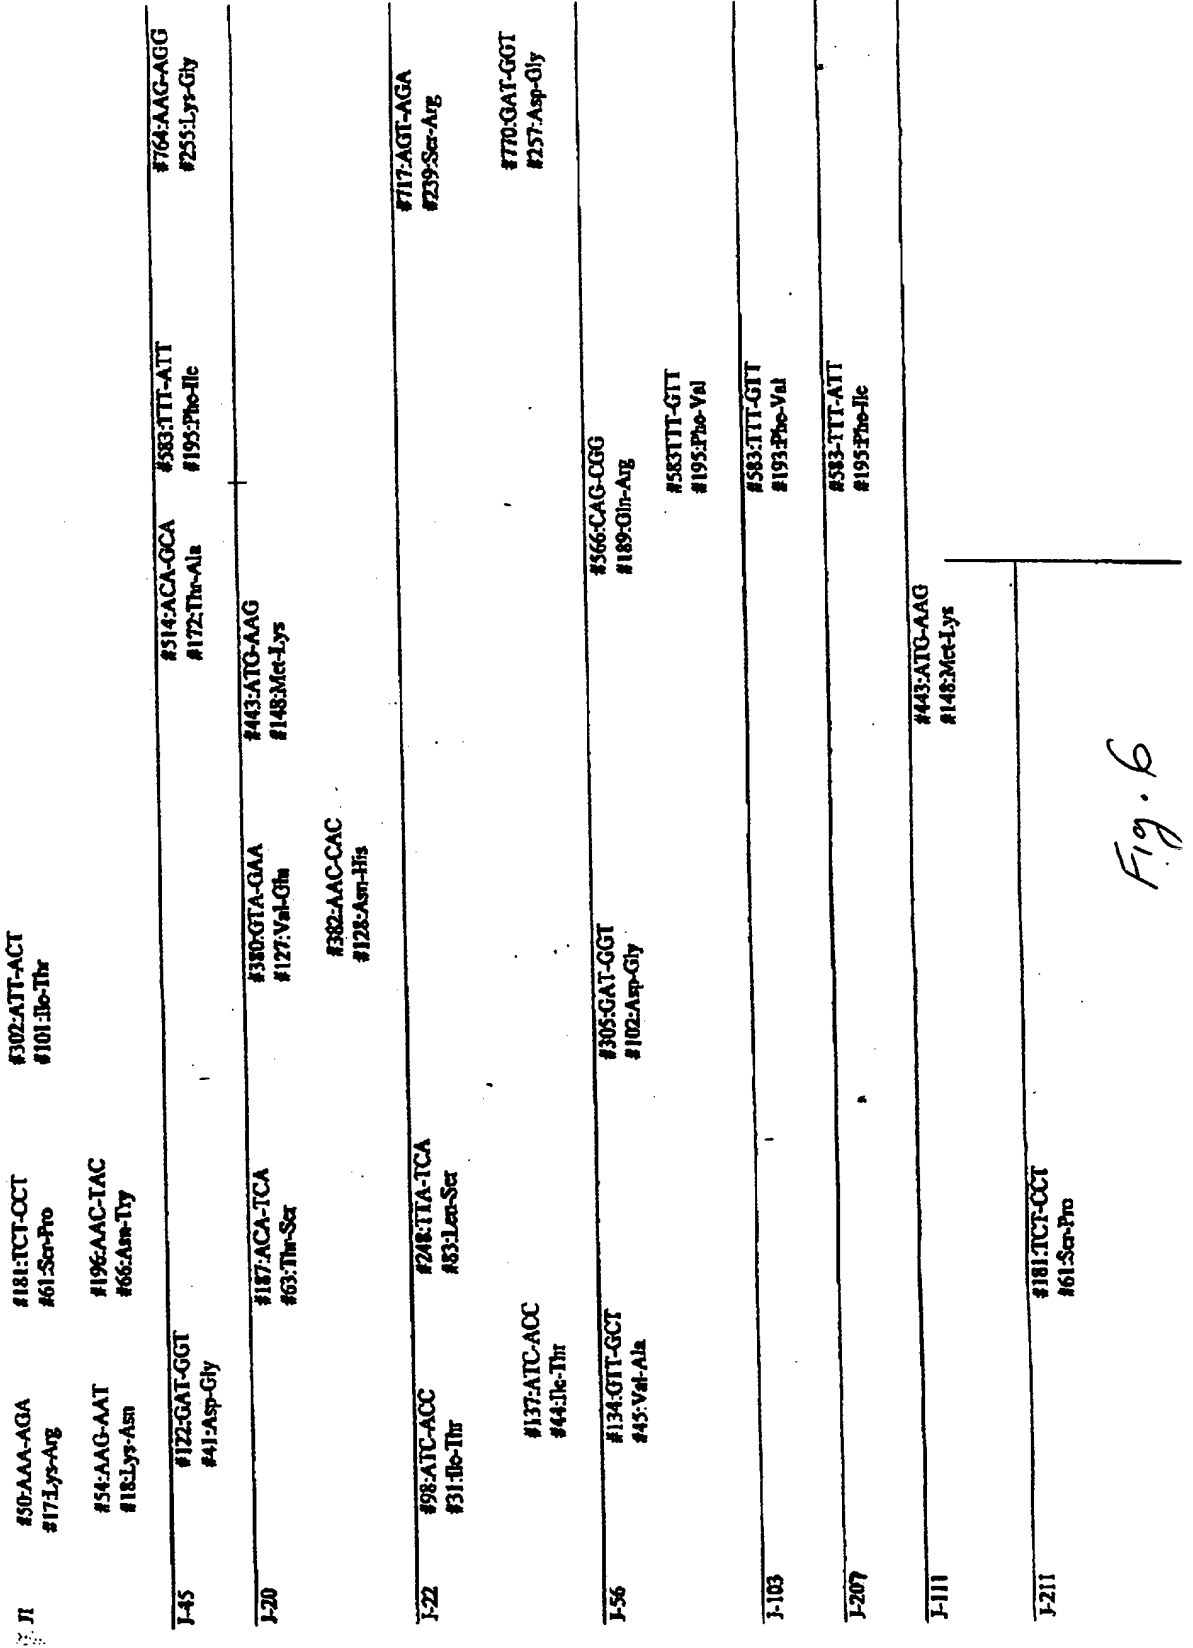 J1
#50:AAA-AGA
#17:Lys-Arg
#181:TCT-CCT
#61:Ser-Pro
#302:ATT-ACT
#101:Ile-Thr
#54:AAG-AAT
#18:Lys-Asn
#196:AAC-TAC
#66:Asn-Try
J-45
#122:GAT-GGT
#41:Asp-Gly
#514:ACA-GCA
#172:Thr-Ala
#583:TTT-ATT
#195:Phe-Ile
#764:AAG-AGG
#255:Lys-Gly
J-20
#187:ACA-TCA
#63:Thr-Ser
#380:GTA-GAA
#127:Val-Glu
#443:ATG-AAG
#148:Met-Lys
#382:AAC-CAC
#128:Asn-His
J-22
#98:ATC-ACC
#31:Ile-Thr
#248:TTA-TCA
#83:Leu-Ser
#717:AGT-AGA
#239:Ser-Arg
#137:ATC-ACC
#44:Ile-Thr
#770:GAT-GGT
#257:Asp-Gly
J-56
#134:GTT-GCT
#45:Val-Ala
#305:GAT-GGT
#102:Asp-Gly
#566:CAG-CGG
#189:Gln-Arg
#583TTT-GTT
#195:Phe-Val
J-103
#583:TTT-GTT
#193:Phe-Val
J-207
#583-TTT-ATT
#195:Phe-Ile
J-111
#443:ATG-AAG
#148:Met-Lys
J-211
#181:TCT-CCT
#61:Ser-Pro
Fig. 6